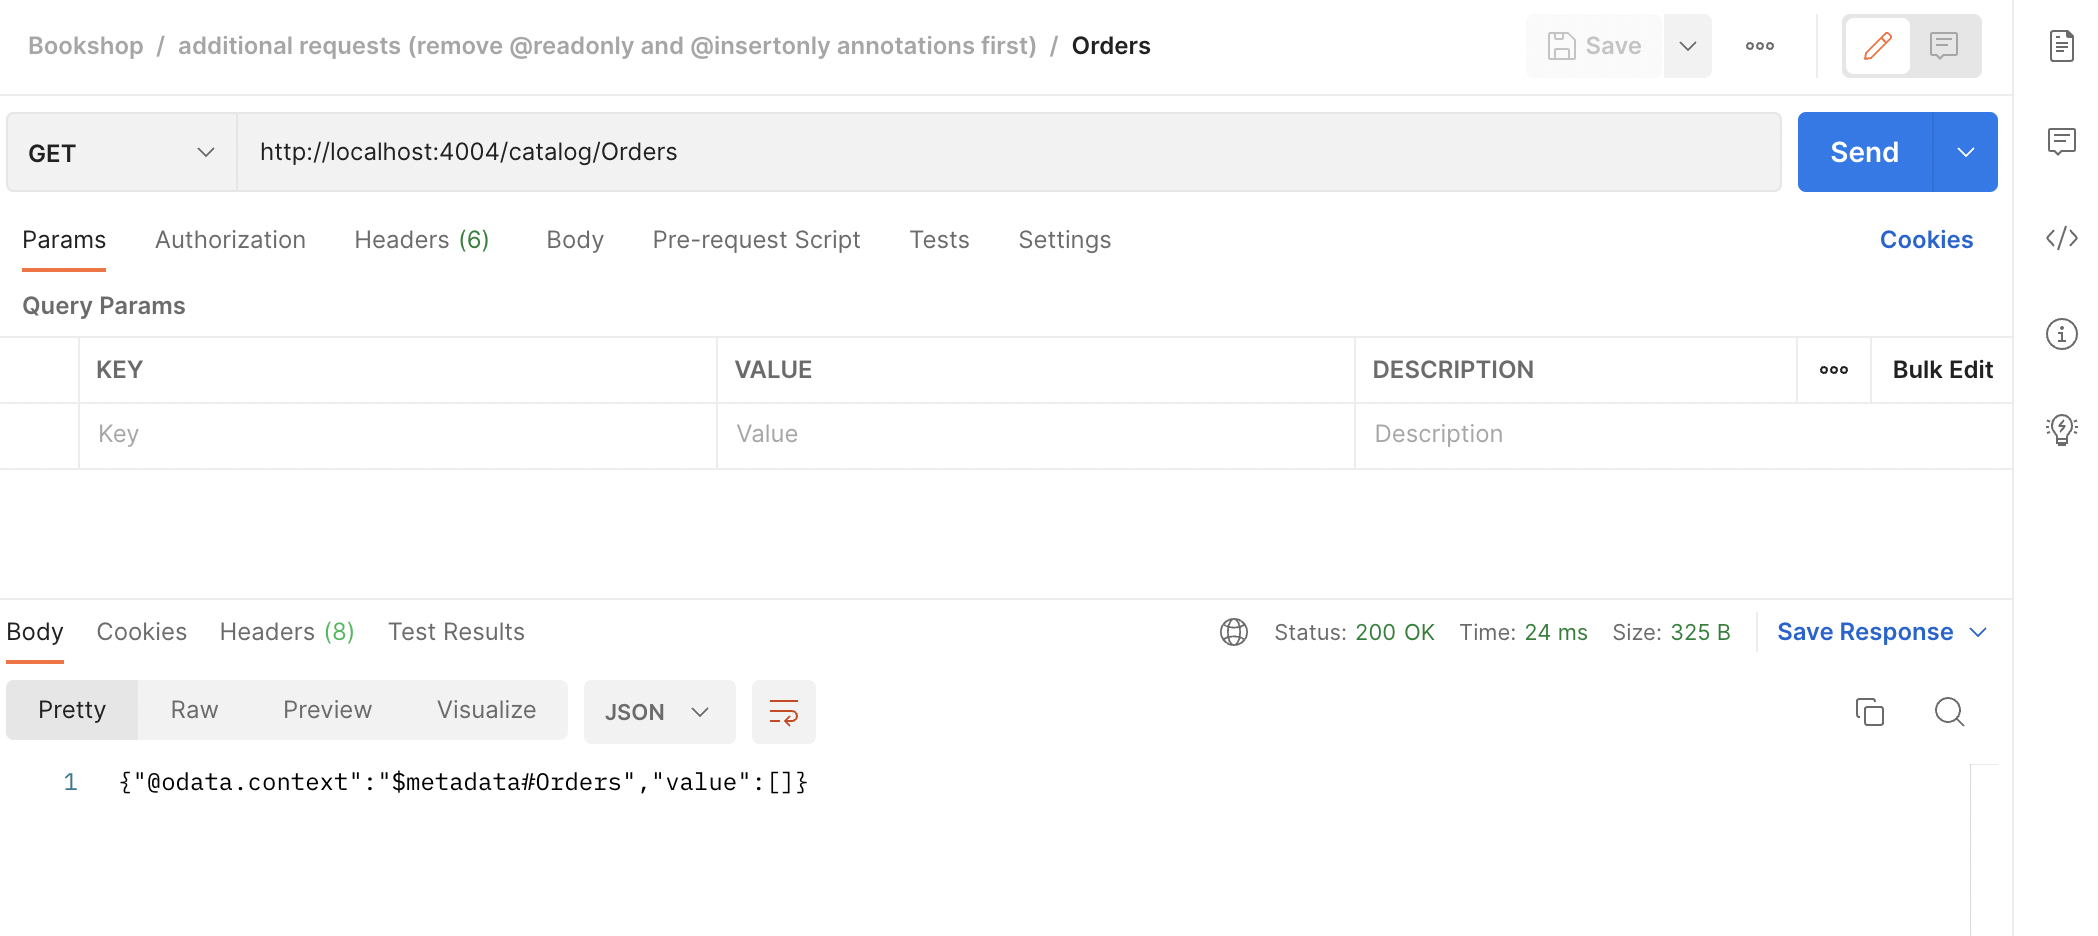 Bookshop / additional requests (remove @readonly and @insertonly annotations first) / Orders
Save
GET
http://localhost:4004/catalog/Orders
Send
Params Authorization Headers (6) Body Pre-request Script Tests Settings Cookies
Query Params
KEY VALUE DESCRIPTION Bulk Edit
Key Value Description
Body Cookies Headers (8) Test Results Status: 200 OK Time: 24 ms Size: 325 B Save Response
Pretty Raw Preview Visualize JSON
1 {"@odata.context":"$metadata#Orders","value":[]}